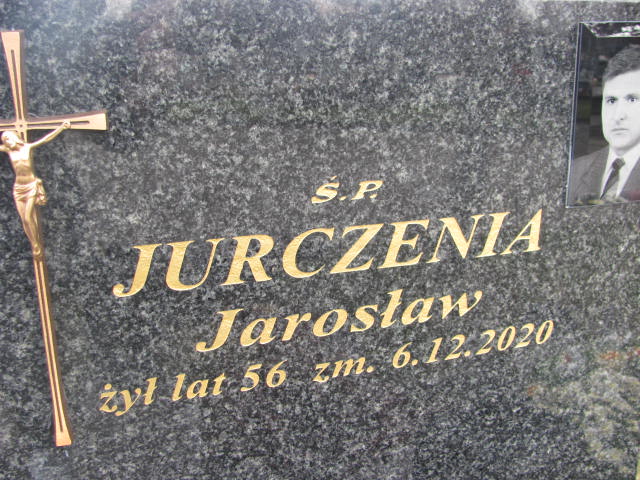 Ś.P.
JURCZENIA
Jarosław
żył lat 56 zm. 6.12.2020